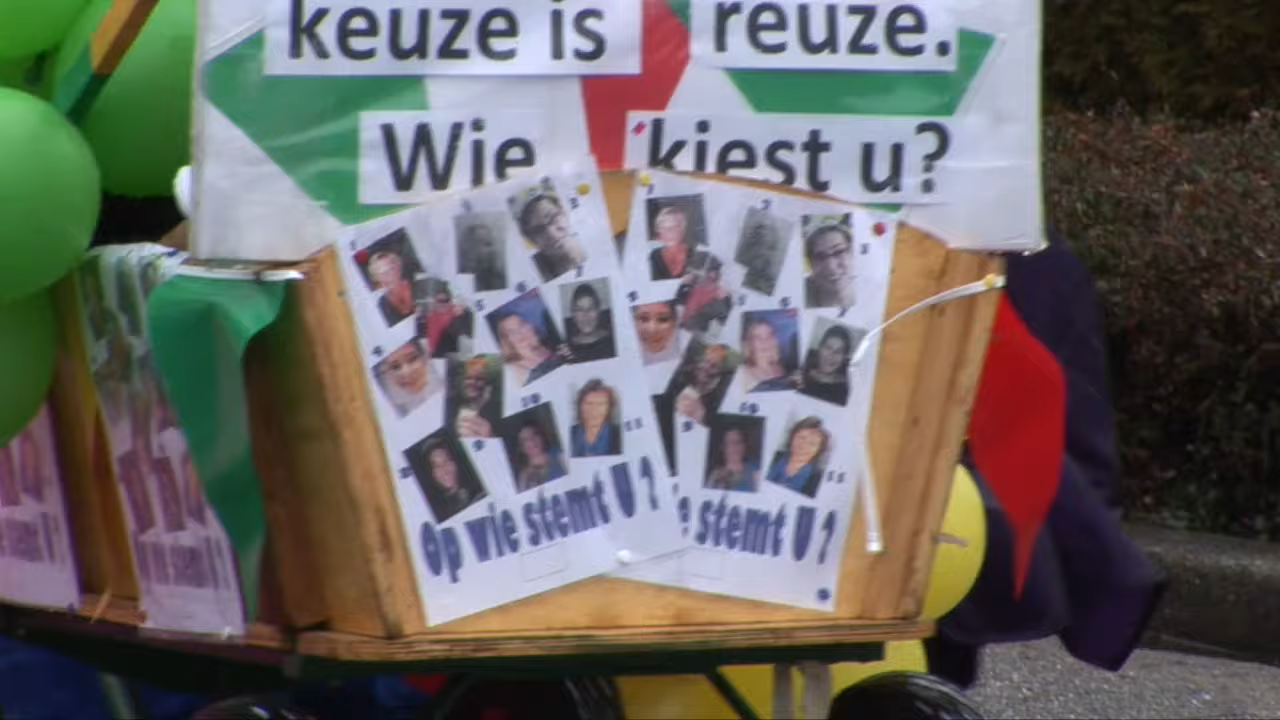 keuze is reuze.
Wie kiest u?
Op wie stemt U ?
e stemt U ?